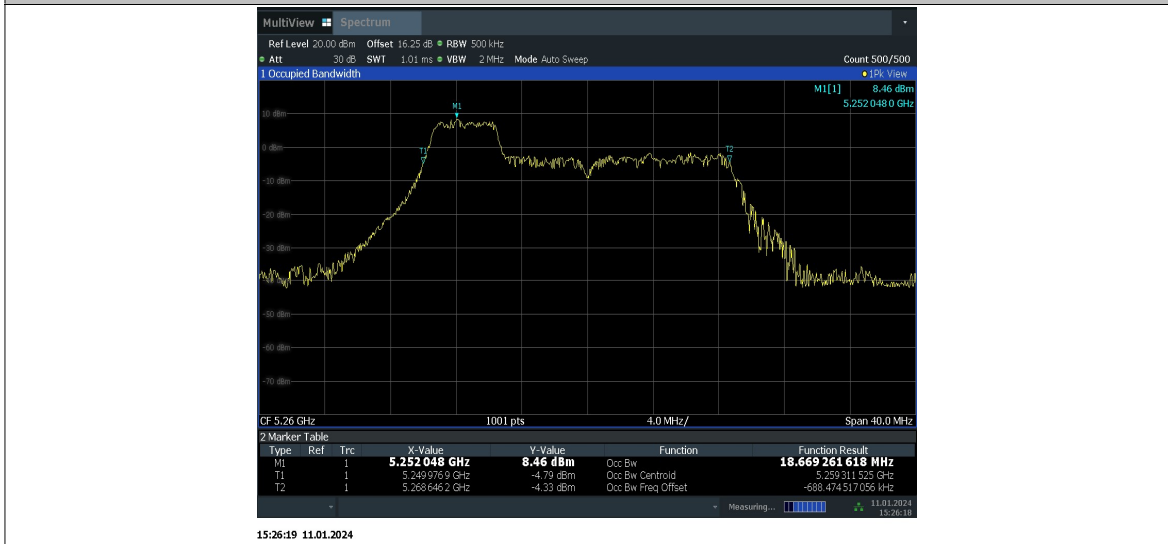 MultiView Spectrum
Ref Level 20.00 dBm Offset 16.25 dB RBW 500 kHz
Att 30 dB SWT 1.01 ms VBW 2 MHz Mode Auto Sweep Count 500/500
1 Occupied Bandwidth 1Pk View
M1[1] 8.46 dBm
5.252 048 0 GHz
M1
10 dBm
0 dBm
T1
T2
-10 dBm
-20 dBm
-30 dBm
-50 dBm
-60 dBm
-70 dBm
CF 5.26 GHz 1001 pts 4.0 MHz/ Span 40.0 MHz
2 Marker Table
Type Ref Trc X-Value Y-Value Function Function Result
M1 1 5.252 048 GHz 8.46 dBm Occ Bw 18.669 261 618 MHz
T1 1 5.249 976 9 GHz -4.79 dBm Occ Bw Centroid 5.259 311 525 GHz
T2 1 5.268 646 2 GHz -4.33 dBm Occ Bw Freq Offset -688.474 517 056 kHz
Measuring... 11.01.2024
15:26:18
15:26:19 11.01.2024